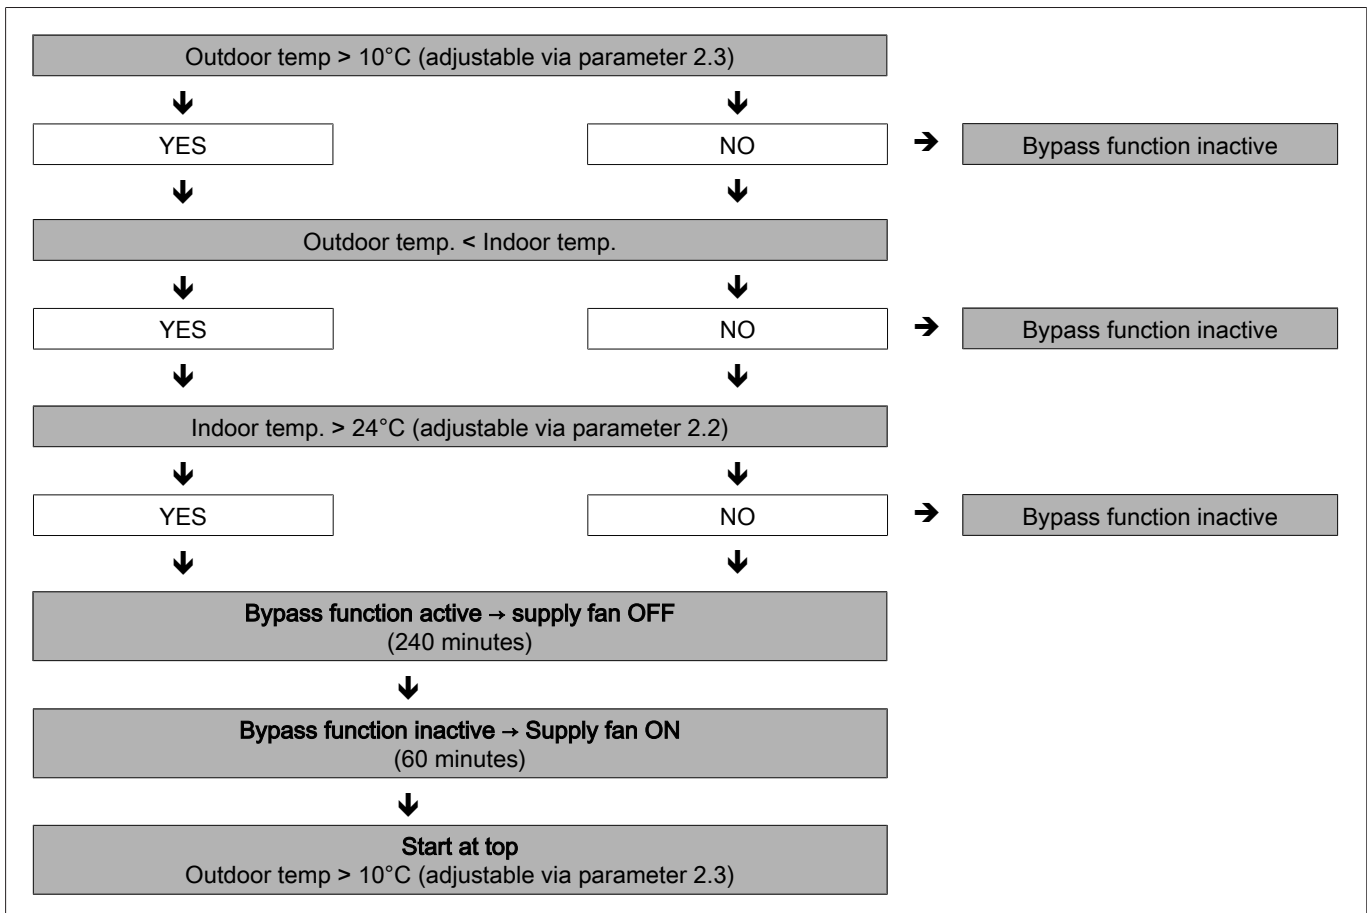 Outdoor temp > 10°C (adjustable via parameter 2.3)
🡳 🡳
YES NO 🡲 Bypass function inactive
🡳 🡳
Outdoor temp. < Indoor temp.
🡳 🡳
YES NO 🡲 Bypass function inactive
🡳 🡳
Indoor temp. > 24°C (adjustable via parameter 2.2)
🡳 🡳
YES NO 🡲 Bypass function inactive
🡳 🡳
Bypass function active → supply fan OFF
(240 minutes)
🡳
Bypass function inactive → Supply fan ON
(60 minutes)
🡳
Start at top
Outdoor temp > 10°C (adjustable via parameter 2.3)